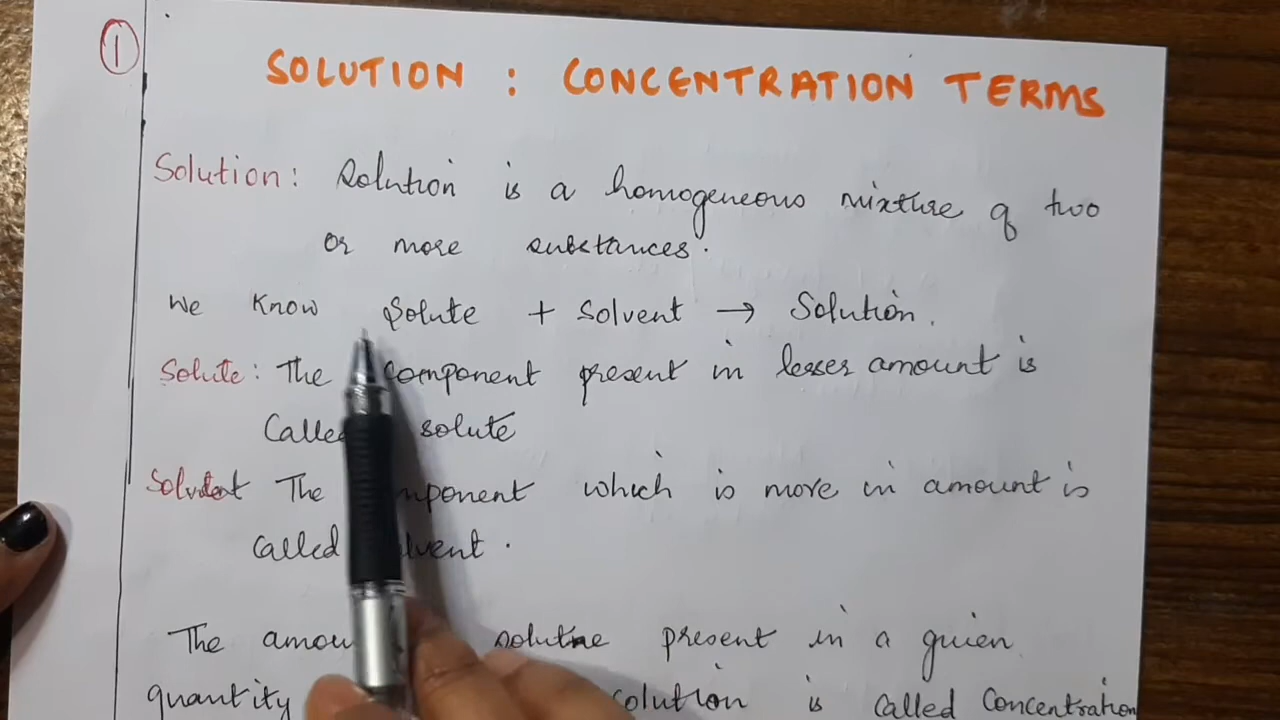 1
SOLUTION : CONCENTRATION TERMS
Solution: Solution is a homogeneous mixture of two
or more substances.
We know Solute + Solvent → Solution.
Solute: The component present in lesser amount is
Called solute
Solvent The component which is more in amount is
called solvent.
The present in a given
quantity solution is called Concentration